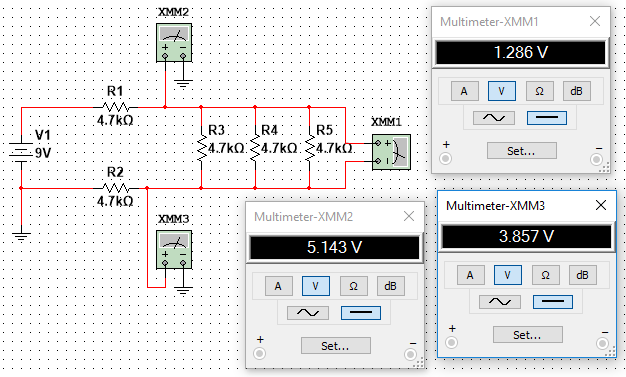 XMM2
R1
4.7kΩ
V1
9V
R3
4.7kΩ
R4
4.7kΩ
R5
4.7kΩ
XMM1
R2
4.7kΩ
XMM3
Multimeter-XMM1
1.286 V
A V Ω dB
Set...
+ −
Multimeter-XMM2
5.143 V
A V Ω dB
Set...
+ −
Multimeter-XMM3
3.857 V
A V Ω dB
Set...
+ −